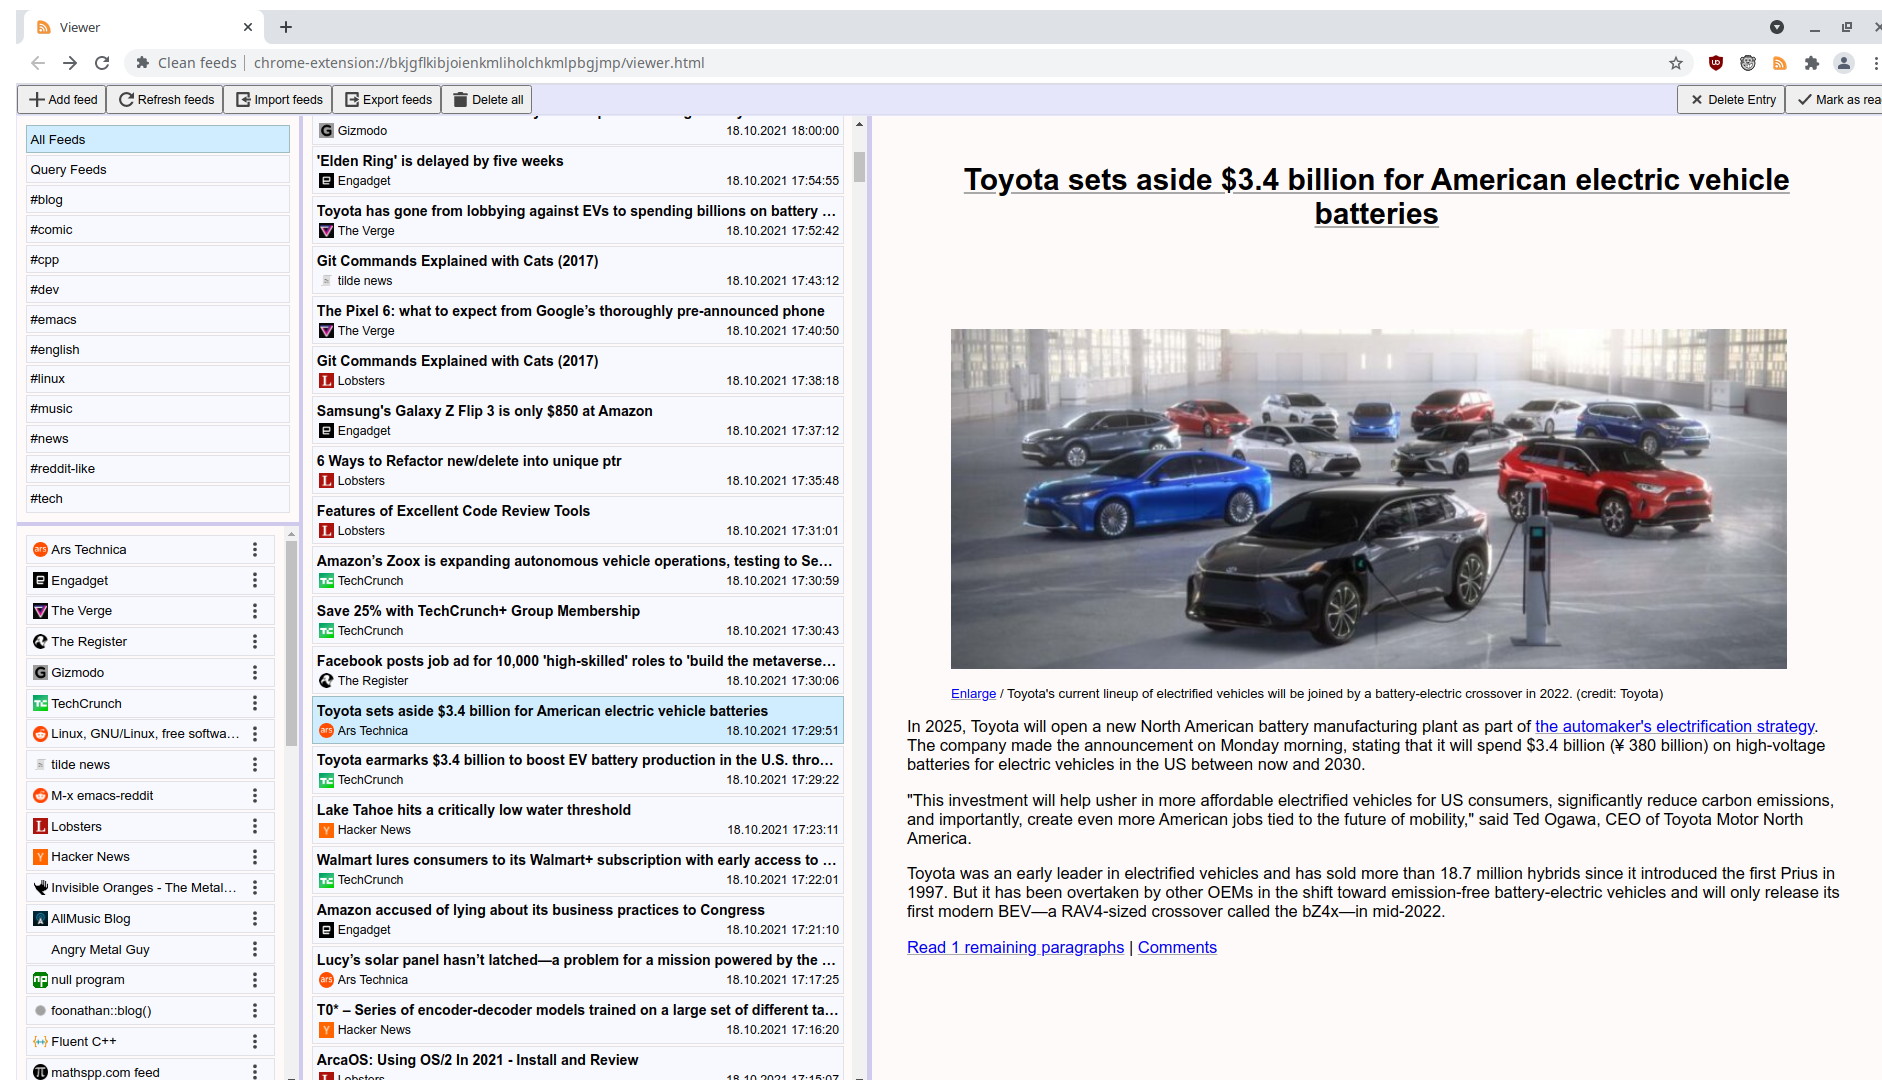 Viewer
Clean feeds | chrome-extension://bkjgflkibjoienkmliholchkmlpbgjmp/viewer.html
Add feed
Refresh feeds
Import feeds
Export feeds
Delete all
Delete Entry
Mark as rea
All Feeds
Query Feeds
#blog
#comic
#cpp
#dev
#emacs
#english
#linux
#music
#news
#reddit-like
#tech
Ars Technica
Engadget
The Verge
The Register
Gizmodo
TechCrunch
Linux, GNU/Linux, free softwa...
tilde news
M-x emacs-reddit
Lobsters
Hacker News
Invisible Oranges - The Metal...
AllMusic Blog
Angry Metal Guy
null program
foonathan::blog()
Fluent C++
mathspp.com feed
Gizmodo 18.10.2021 18:00:00
'Elden Ring' is delayed by five weeks
Engadget 18.10.2021 17:54:55
Toyota has gone from lobbying against EVs to spending billions on battery ...
The Verge 18.10.2021 17:52:42
Git Commands Explained with Cats (2017)
tilde news 18.10.2021 17:43:12
The Pixel 6: what to expect from Google’s thoroughly pre-announced phone
The Verge 18.10.2021 17:40:50
Git Commands Explained with Cats (2017)
Lobsters 18.10.2021 17:38:18
Samsung's Galaxy Z Flip 3 is only $850 at Amazon
Engadget 18.10.2021 17:37:12
6 Ways to Refactor new/delete into unique ptr
Lobsters 18.10.2021 17:35:48
Features of Excellent Code Review Tools
Lobsters 18.10.2021 17:31:01
Amazon’s Zoox is expanding autonomous vehicle operations, testing to Se...
TechCrunch 18.10.2021 17:30:59
Save 25% with TechCrunch+ Group Membership
TechCrunch 18.10.2021 17:30:43
Facebook posts job ad for 10,000 'high-skilled' roles to 'build the metaverse...
The Register 18.10.2021 17:30:06
Toyota sets aside $3.4 billion for American electric vehicle batteries
Ars Technica 18.10.2021 17:29:51
Toyota earmarks $3.4 billion to boost EV battery production in the U.S. thro...
TechCrunch 18.10.2021 17:29:22
Lake Tahoe hits a critically low water threshold
Hacker News 18.10.2021 17:23:11
Walmart lures consumers to its Walmart+ subscription with early access to ...
TechCrunch 18.10.2021 17:22:01
Amazon accused of lying about its business practices to Congress
Engadget 18.10.2021 17:21:10
Lucy’s solar panel hasn’t latched—a problem for a mission powered by the ...
Ars Technica 18.10.2021 17:17:25
T0* – Series of encoder-decoder models trained on a large set of different ta...
Hacker News 18.10.2021 17:16:20
ArcaOS: Using OS/2 In 2021 - Install and Review
Lobsters 18.10.2021 17:15:07
Toyota sets aside $3.4 billion for American electric vehicle
batteries
Enlarge / Toyota's current lineup of electrified vehicles will be joined by a battery-electric crossover in 2022. (credit: Toyota)
In 2025, Toyota will open a new North American battery manufacturing plant as part of the automaker's electrification strategy.
The company made the announcement on Monday morning, stating that it will spend $3.4 billion (¥ 380 billion) on high-voltage
batteries for electric vehicles in the US between now and 2030.
"This investment will help usher in more affordable electrified vehicles for US consumers, significantly reduce carbon emissions,
and importantly, create even more American jobs tied to the future of mobility," said Ted Ogawa, CEO of Toyota Motor North
America.
Toyota was an early leader in electrified vehicles and has sold more than 18.7 million hybrids since it introduced the first Prius in
1997. But it has been overtaken by other OEMs in the shift toward emission-free battery-electric vehicles and will only release its
first modern BEV—a RAV4-sized crossover called the bZ4x—in mid-2022.
Read 1 remaining paragraphs | Comments